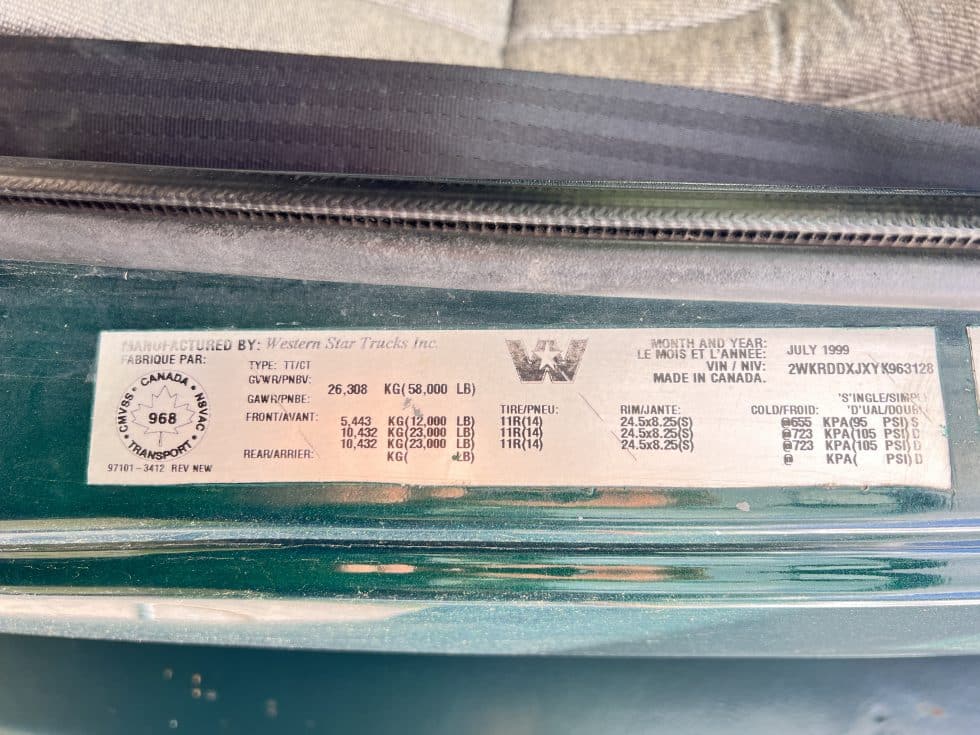 MANUFACTURED BY: Western Star Trucks Inc.
FABRIQUE PAR:
CANADA
CMVSS • NSVAC
968
TRANSPORT
97101-3412 REV NEW
TYPE: TT/CT
GVWR/PNBV: 26,308 KG(58,000 LB)
GAWR/PNBE:
FRONT/AVANT: 5,443 KG(12,000 LB)
10,432 KG(23,000 LB)
10,432 KG(23,000 LB)
REAR/ARRIER: KG( LB)
W
TIRE/PNEU:
11R(14)
11R(14)
11R(14)
RIM/JANTE:
24.5x8.25(S)
24.5x8.25(S)
24.5x8.25(S)
MONTH AND YEAR:
LE MOIS ET L'ANNÉE: JULY 1999
VIN / NIV: 2WKRDDXJXYK963128
MADE IN CANADA.
'S'INGLE/SIMPL
COLD/FROID: 'D'UAL/DOUB
@655 KPA(95 PSI) S
@723 KPA(105 PSI) D
@723 KPA(105 PSI) D
@ KPA( PSI) D